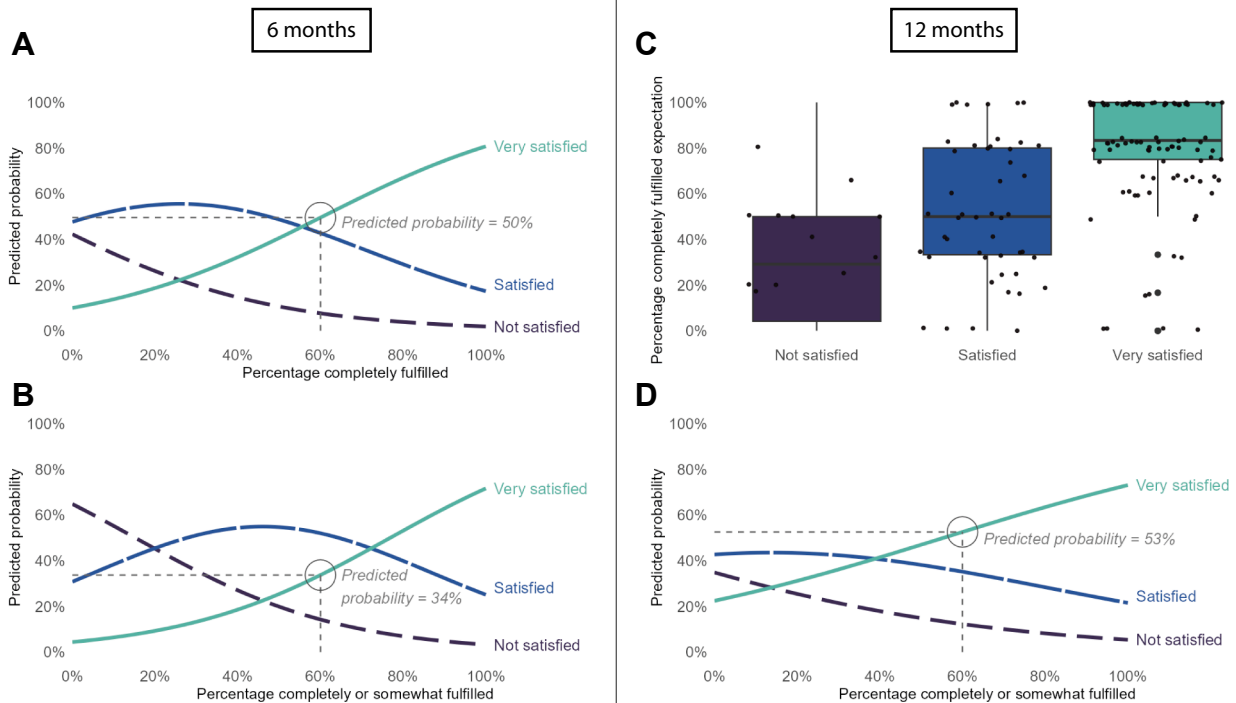 6 months
12 months
A
Predicted probability
100%
80%
60%
40%
20%
0%
Very satisfied
Predicted probability = 50%
Satisfied
Not satisfied
0%
20%
40%
60%
80%
100%
Percentage completely fulfilled
C
Percentage completely fulfilled expectation
100%
80%
60%
40%
20%
0%
Not satisfied
Satisfied
Very satisfied
B
Predicted probability
100%
80%
60%
40%
20%
0%
Very satisfied
Predicted
probability = 34%
Satisfied
Not satisfied
0%
20%
40%
60%
80%
100%
Percentage completely or somewhat fulfilled
D
Predicted probability
100%
80%
60%
40%
20%
0%
Very satisfied
Predicted probability = 53%
Satisfied
Not satisfied
0%
20%
40%
60%
80%
100%
Percentage completely or somewhat fulfilled